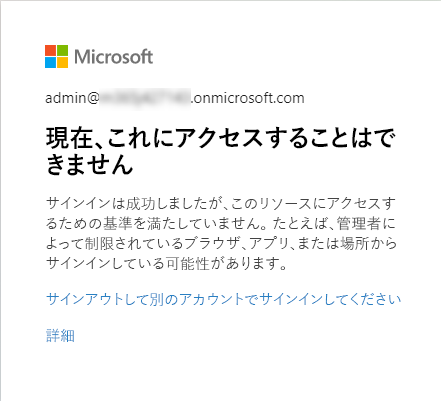 Microsoft
admin@ .onmicrosoft.com
現在、これにアクセスすることはで
きません
サインインは成功しましたが、このリソースにアクセスす
るための基準を満たしていません。たとえば、管理者に
よって制限されているブラウザ、アプリ、または場所から
サインインしている可能性があります。
サインアウトして別のアカウントでサインインしてください
詳細